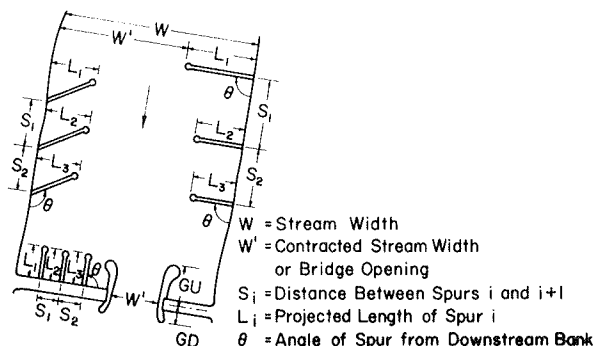 W
W'
L₁
L₁
θ
S₁
L₂
S₁
L₂
S₂
L₃
θ
L₃
S₂
θ
W = Stream Width
W' = Contracted Stream Width
or Bridge Opening
Sᵢ = Distance Between Spurs i and i+1
Lᵢ = Projected Length of Spur i
θ = Angle of Spur from Downstream Bank
L₁ L₂ L₃ θ
GU
W'
S₁ S₂
GD